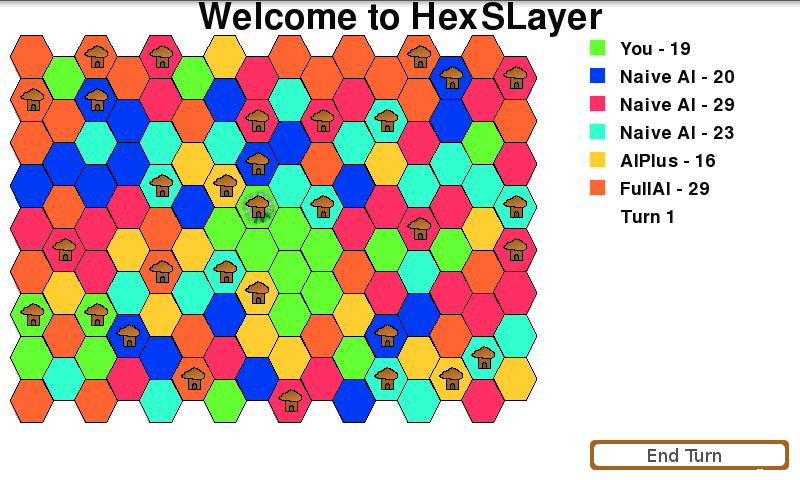 Welcome to HexSLayer
You - 19
Naive AI - 20
Naive AI - 29
Naive AI - 23
AIPlus - 16
FullAI - 29
Turn 1
End Turn